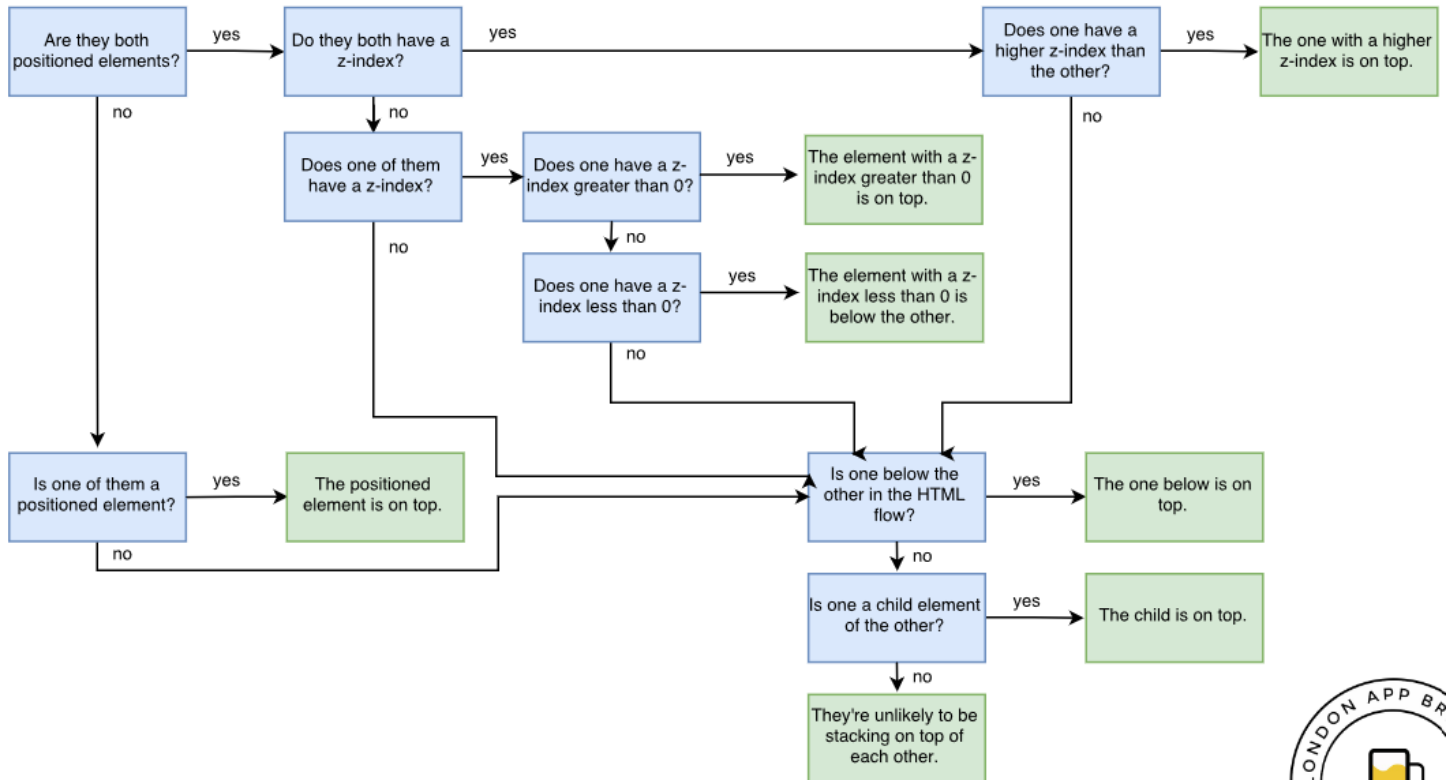 Are they both
positioned elements?
yes
Do they both have a
z-index?
yes
Does one have a
higher z-index than
the other?
yes
The one with a higher
z-index is on top.
no
no
no
Does one of them
have a z-index?
yes
Does one have a z-
index greater than 0?
yes
The element with a z-
index greater than 0
is on top.
no
no
Does one have a z-
index less than 0?
yes
The element with a z-
index less than 0 is
below the other.
no
Is one of them a
positioned element?
yes
The positioned
element is on top.
Is one below the
other in the HTML
flow?
yes
The one below is on
top.
no
no
Is one a child element
of the other?
yes
The child is on top.
no
They're unlikely to be
stacking on top of
each other.
ONDON APP BR